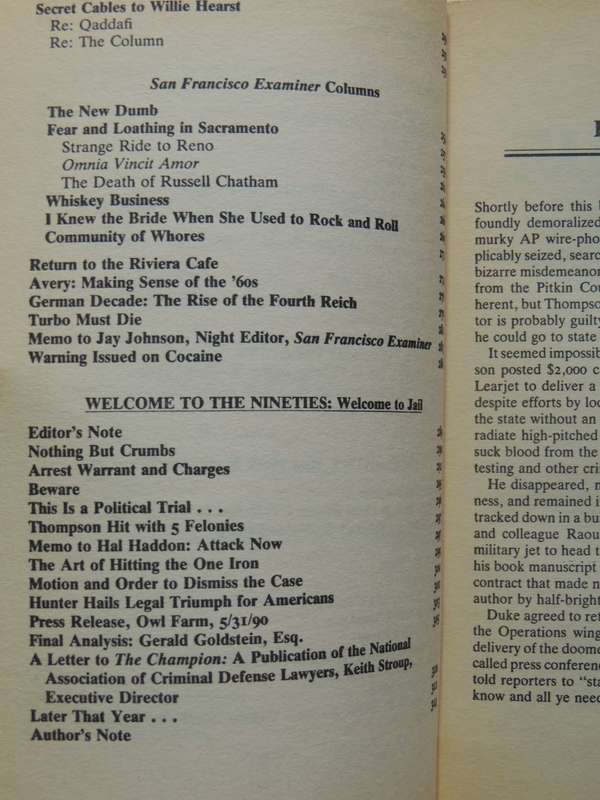 Secret Cables to Willie Hearst
Re: Qaddafi
Re: The Column
San Francisco Examiner Columns
The New Dumb
Fear and Loathing in Sacramento
Strange Ride to Reno
Omnia Vincit Amor
The Death of Russell Chatham
Whiskey Business
I Knew the Bride When She Used to Rock and Roll
Community of Whores
Return to the Riviera Cafe
Avery: Making Sense of the '60s
German Decade: The Rise of the Fourth Reich
Turbo Must Die
Memo to Jay Johnson, Night Editor, San Francisco Examiner
Warning Issued on Cocaine
WELCOME TO THE NINETIES: Welcome to Jail
Editor's Note
Nothing But Crumbs
Arrest Warrant and Charges
Beware
This Is a Political Trial . . .
Thompson Hit with 5 Felonies
Memo to Hal Haddon: Attack Now
The Art of Hitting the One Iron
Motion and Order to Dismiss the Case
Hunter Hails Legal Triumph for Americans
Press Release, Owl Farm, 5/31/90
Final Analysis: Gerald Goldstein, Esq.
A Letter to The Champion: A Publication of the National
Association of Criminal Defense Lawyers, Keith Stroup,
Executive Director
Later That Year . . .
Author's Note
Shortly before this
foundly demoralized
murky AP wire-pho
plicably seized, searc
bizarre misdemeanor
from the Pitkin Cou
herent, but Thompso
tor is probably guilty
he could go to state
It seemed impossib
son posted $2,000
Learjet to deliver a
despite efforts by loc
the state without an
radiate high-pitched
suck blood from the
testing and other cri
He disappeared,
ness, and remained i
tracked down in a bu
and colleague Raou
military jet to head t
his book manuscript
contract that made n
author by half-bright
Duke agreed to ret
the Operations wing
delivery of the doome
called press conferenc
told reporters to "sta
know and all ye need